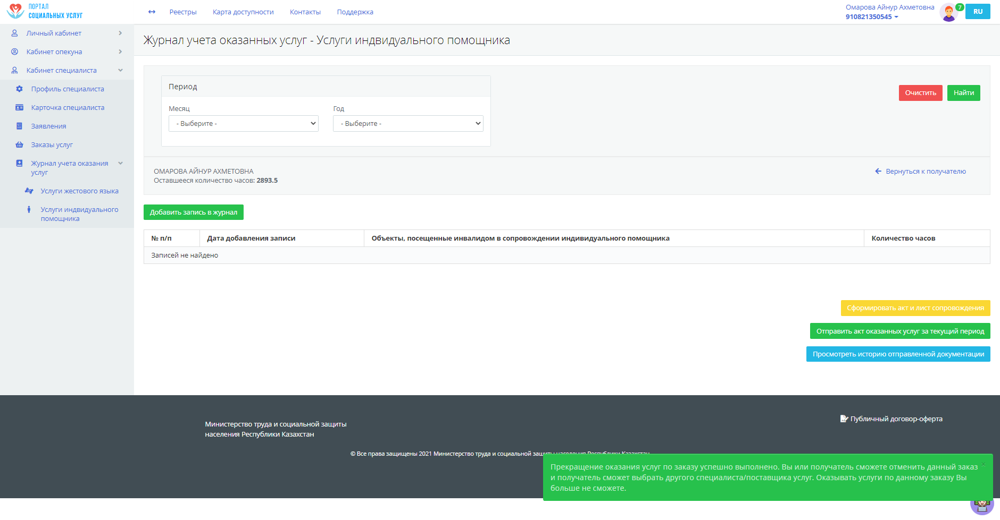 ПОРТАЛ
СОЦИАЛЬНЫХ УСЛУГ
Реестры
Карта доступности
Контакты
Поддержка
Омарова Айнур Ахметовна
910821350545
7
RU
Личный кабинет
Кабинет опекуна
Кабинет специалиста
Профиль специалиста
Карточка специалиста
Заявления
Заказы услуг
Журнал учета оказания
услуг
Услуги жестового языка
Услуги индвидуального
помощника
Журнал учета оказанных услуг - Услуги индвидуального помощника
Период
Месяц
Год
- Выберите -
- Выберите -
Очистить
Найти
ОМАРОВА АЙНУР АХМЕТОВНА
Оставшееся количество часов: 2893.5
Вернуться к получателю
Добавить запись в журнал
№ п/п
Дата добавления записи
Объекты, посещенные инвалидом в сопровождении индивидуального помощника
Количество часов
Записей не найдено
Сформировать акт и лист сопровождения
Отправить акт оказанных услуг за текущий период
Просмотреть историю отправленной документации
Министерство труда и социальной защиты
населения Республики Казахстан
Публичный договор-оферта
© Все права защищены 2021 Министерство труда и социальной защиты населения Республики Казахстан
Прекращение оказания услуг по заказу успешно выполнено. Вы или получатель сможете отменить данный заказ
и получатель сможет выбрать другого специалиста/поставщика услуг. Оказывать услуги по данному заказу Вы
больше не сможете.